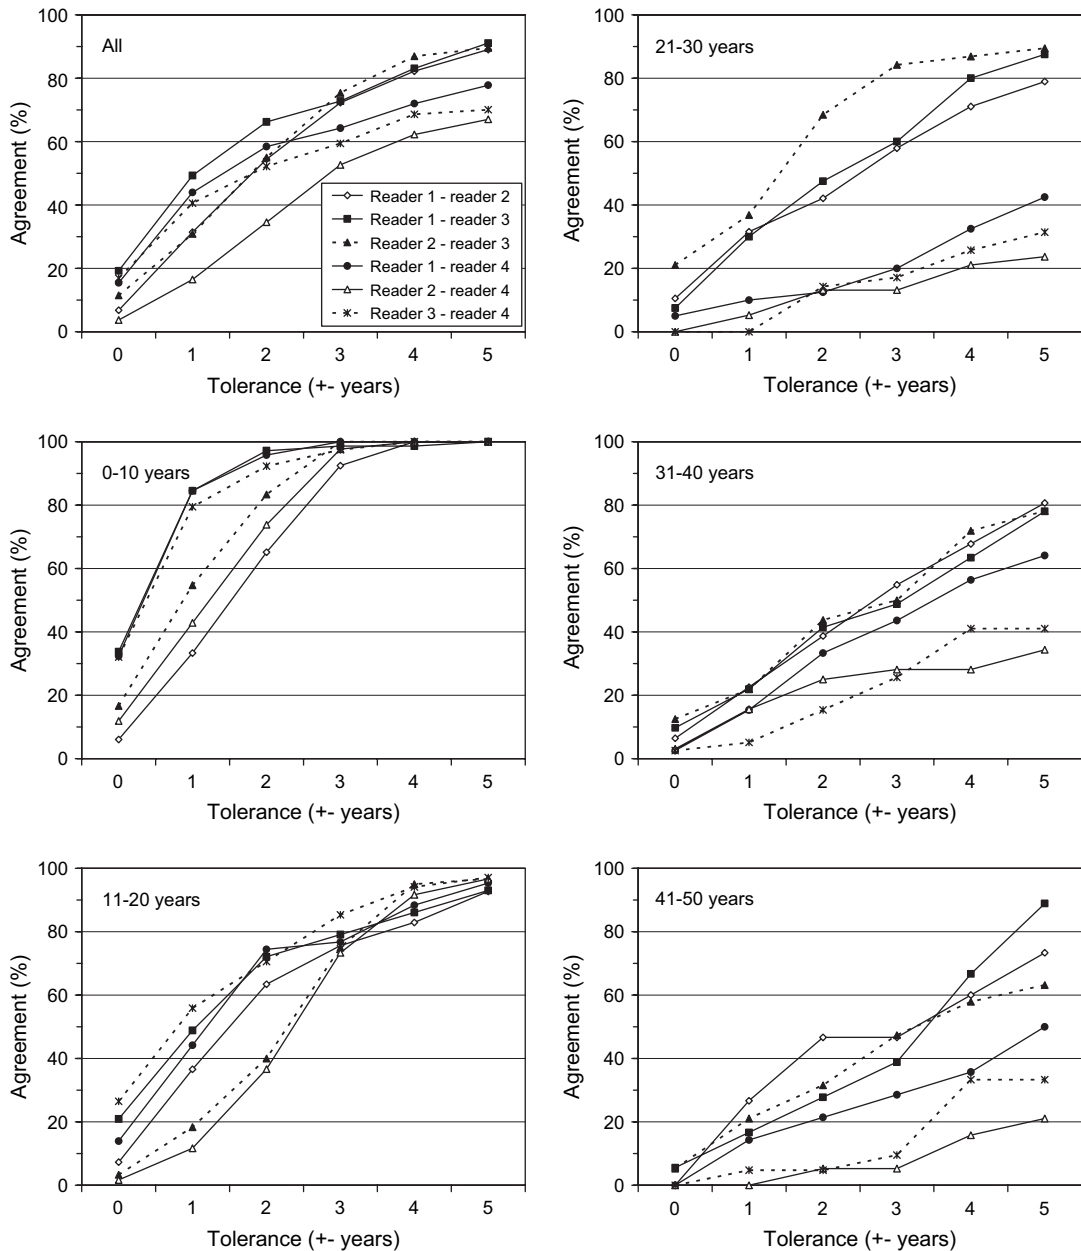 All
Agreement (%)
100
80
60
40
20
0
Reader 1 - reader 2
Reader 1 - reader 3
Reader 2 - reader 3
Reader 1 - reader 4
Reader 2 - reader 4
Reader 3 - reader 4
0 1 2 3 4 5
Tolerance (+- years)
21-30 years
Agreement (%)
100
80
60
40
20
0
0 1 2 3 4 5
Tolerance (+- years)
0-10 years
Agreement (%)
100
80
60
40
20
0
0 1 2 3 4 5
Tolerance (+- years)
31-40 years
Agreement (%)
100
80
60
40
20
0
0 1 2 3 4 5
Tolerance (+- years)
11-20 years
Agreement (%)
100
80
60
40
20
0
0 1 2 3 4 5
Tolerance (+- years)
41-50 years
Agreement (%)
100
80
60
40
20
0
0 1 2 3 4 5
Tolerance (+- years)